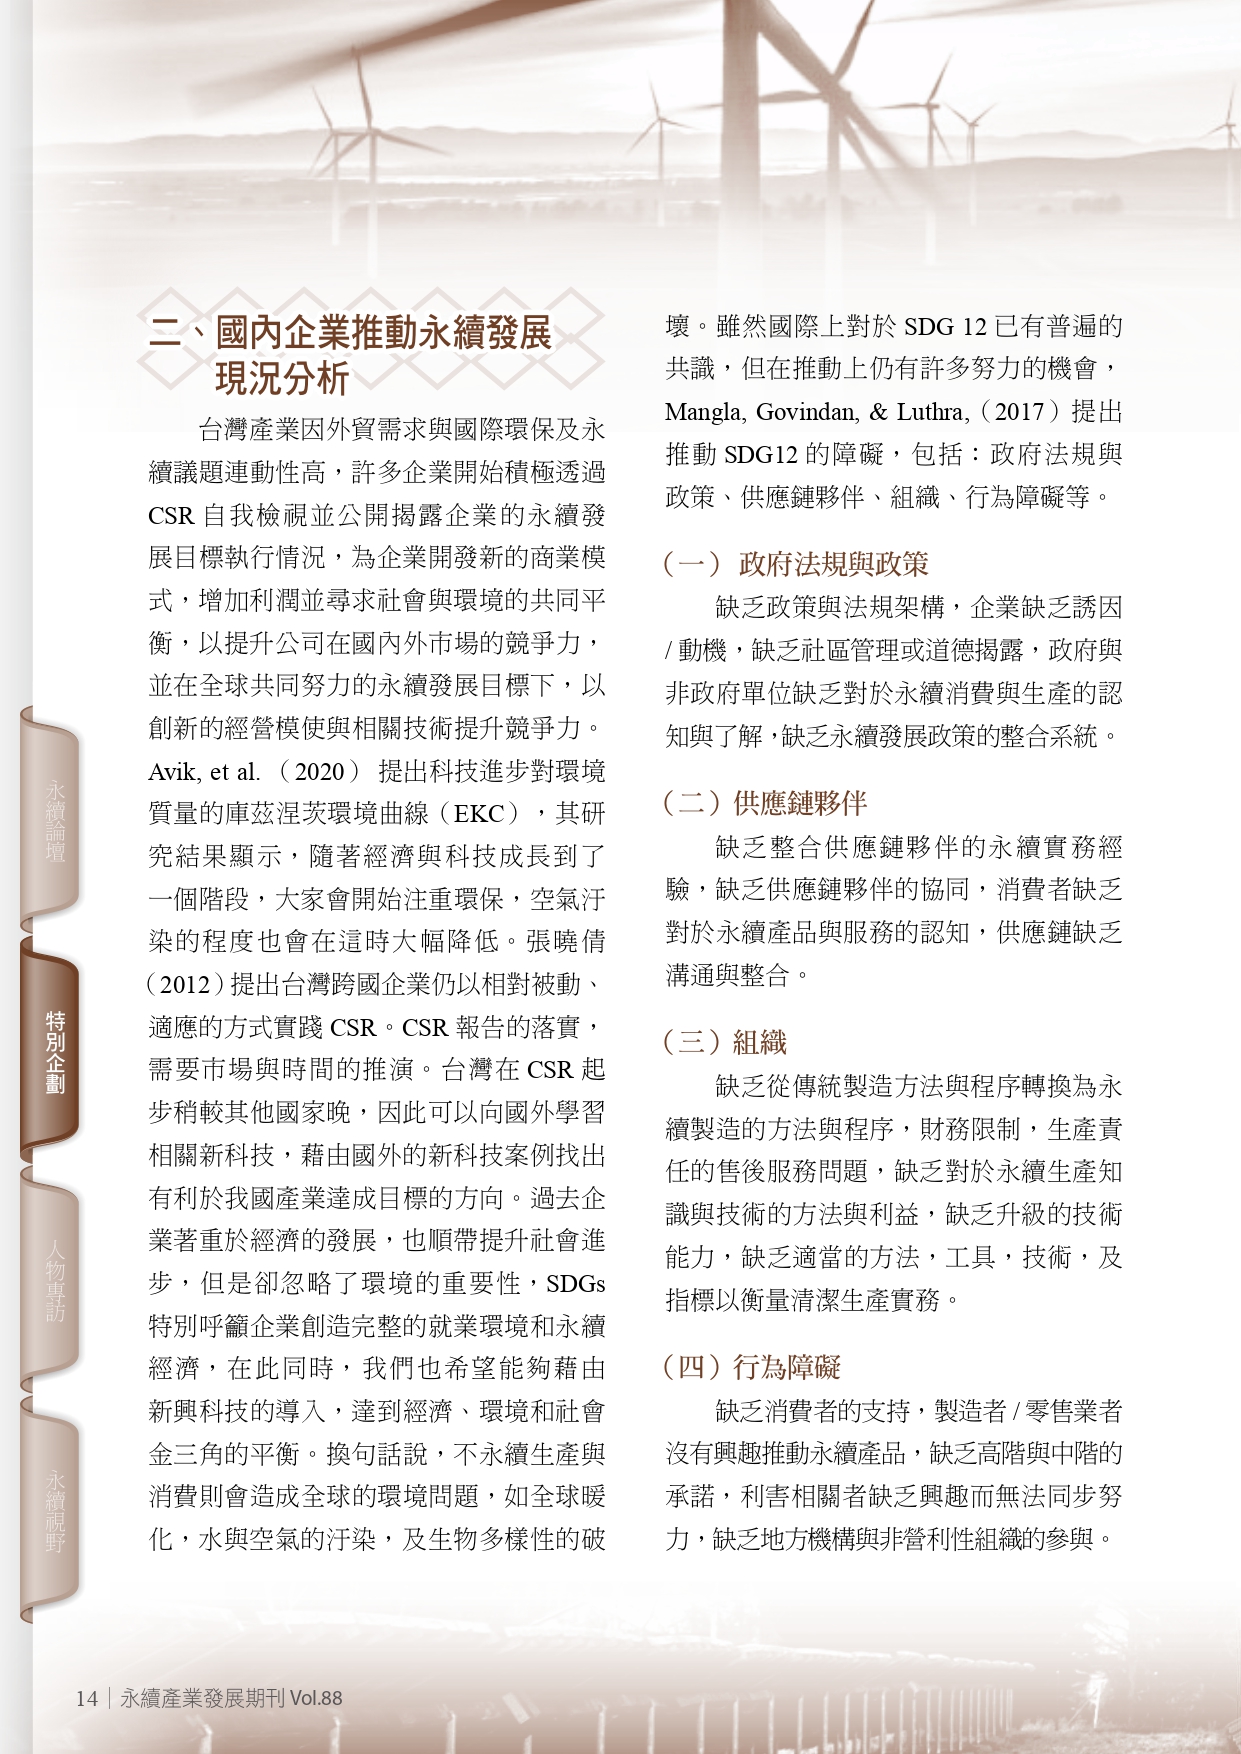 二、國內企業推動永續發展
現況分析
台灣產業因外貿需求與國際環保及永
續議題連動性高，許多企業開始積極透過
CSR 自我檢視並公開揭露企業的永續發
展目標執行情況，為企業開發新的商業模
式，增加利潤並尋求社會與環境的共同平
衡，以提升公司在國內外市場的競爭力，
並在全球共同努力的永續發展目標下，以
創新的經營模使與相關技術提升競爭力。
Avik, et al. （2020） 提出科技進步對環境
質量的庫茲涅茨環境曲線（EKC），其研
究結果顯示，隨著經濟與科技成長到了
一個階段，大家會開始注重環保，空氣汙
染的程度也會在這時大幅降低。張曉倩
（2012）提出台灣跨國企業仍以相對被動、
適應的方式實踐 CSR。CSR 報告的落實，
需要市場與時間的推演。台灣在 CSR 起
步稍較其他國家晚，因此可以向國外學習
相關新科技，藉由國外的新科技案例找出
有利於我國產業達成目標的方向。過去企
業著重於經濟的發展，也順帶提升社會進
步，但是卻忽略了環境的重要性，SDGs
特別呼籲企業創造完整的就業環境和永續
經濟，在此同時，我們也希望能夠藉由
新興科技的導入，達到經濟、環境和社會
金三角的平衡。換句話說，不永續生產與
消費則會造成全球的環境問題，如全球暖
化，水與空氣的汙染，及生物多樣性的破
壞。雖然國際上對於 SDG 12 已有普遍的
共識，但在推動上仍有許多努力的機會，
Mangla, Govindan, & Luthra,（2017）提出
推動 SDG12 的障礙，包括：政府法規與
政策、供應鏈夥伴、組織、行為障礙等。
（一） 政府法規與政策
缺乏政策與法規架構，企業缺乏誘因
/ 動機，缺乏社區管理或道德揭露，政府與
非政府單位缺乏對於永續消費與生產的認
知與了解，缺乏永續發展政策的整合系統。
（二）供應鏈夥伴
缺乏整合供應鏈夥伴的永續實務經
驗，缺乏供應鏈夥伴的協同，消費者缺乏
對於永續產品與服務的認知，供應鏈缺乏
溝通與整合。
（三）組織
缺乏從傳統製造方法與程序轉換為永
續製造的方法與程序，財務限制，生產責
任的售後服務問題，缺乏對於永續生產知
識與技術的方法與利益，缺乏升級的技術
能力，缺乏適當的方法，工具，技術，及
指標以衡量清潔生產實務。
（四）行為障礙
缺乏消費者的支持，製造者 / 零售業者
沒有興趣推動永續產品，缺乏高階與中階的
承諾，利害相關者缺乏興趣而無法同步努
力，缺乏地方機構與非營利性組織的參與。
永續論壇
特別企劃
人物專訪
永續視野
14｜永續產業發展期刊 Vol.88